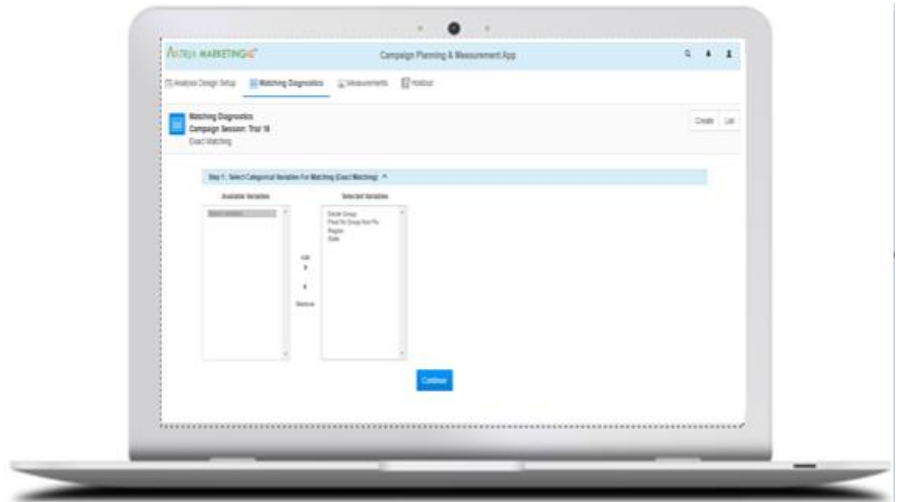 MARKETING
Campaign Planning & Measurement App
Analysis Design Setup
Matching Diagnostics
Measurements
Holdout
Matching Diagnostics
Campaign Session: Trial 18
Exact Matching
Create
List
Step 1: Select Categorical Variables For Matching (Exact Matching)
Available Variables
Selected Variables
Decile Group
Region
State
Add
Remove
Continue